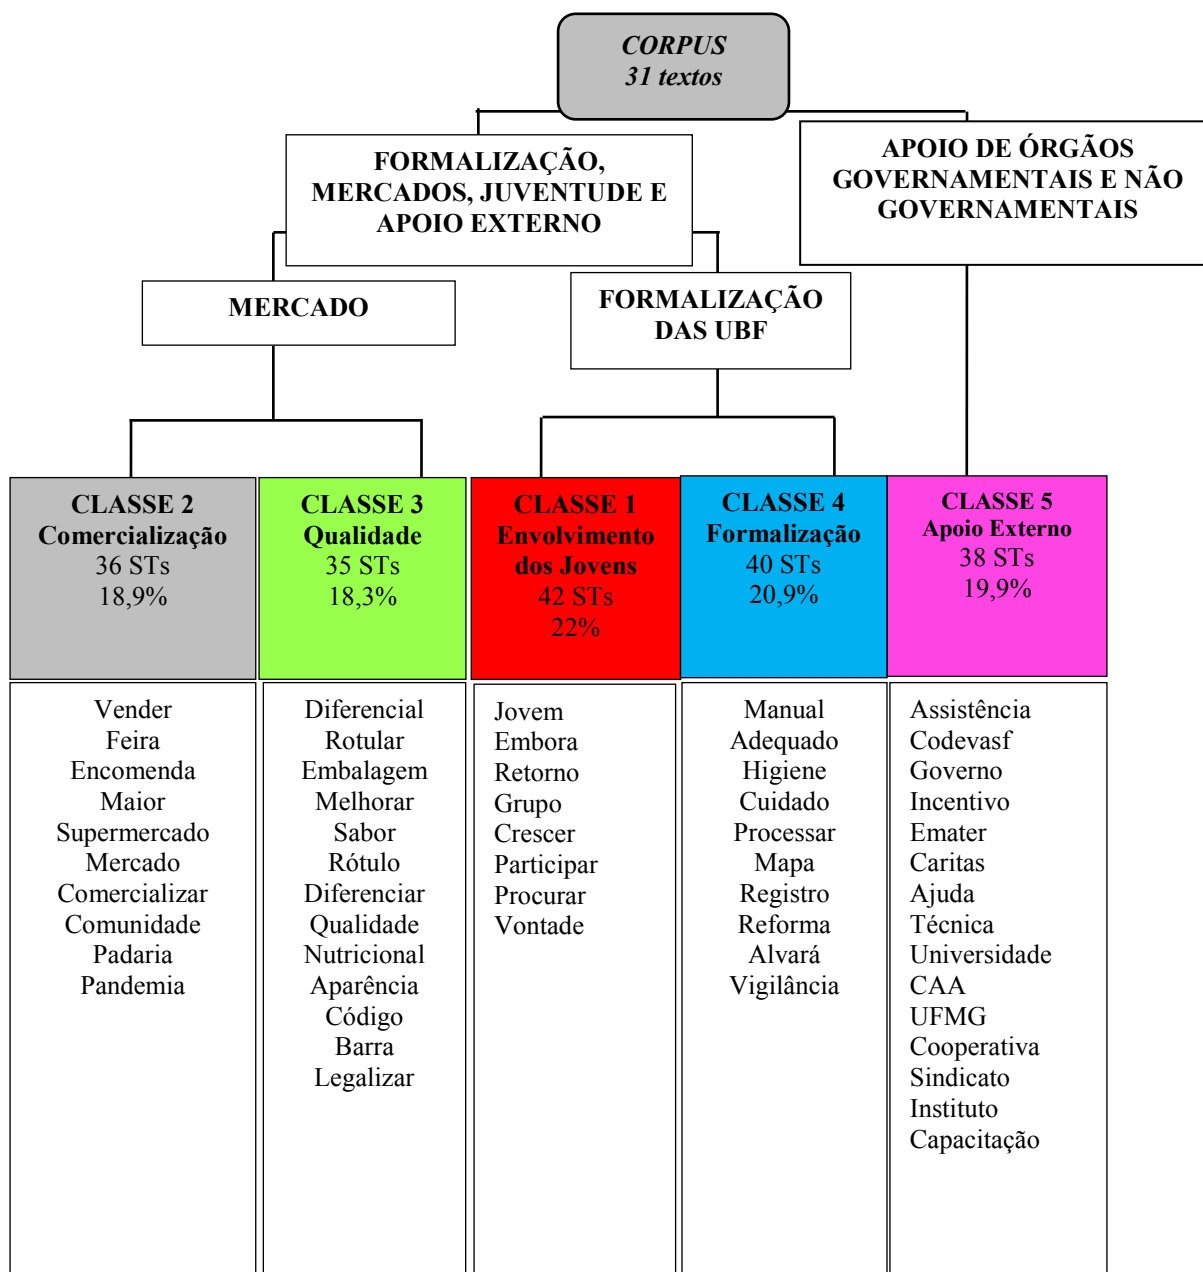 CORPUS
31 textos
FORMALIZAÇÃO,
MERCADOS, JUVENTUDE E
APOIO EXTERNO
APOIO DE ÓRGÃOS
GOVERNAMENTAIS E NÃO
GOVERNAMENTAIS
MERCADO
FORMALIZAÇÃO
DAS UBF
CLASSE 2
Comercialização
36 STs
18,9%
CLASSE 3
Qualidade
35 STs
18,3%
CLASSE 1
Envolvimento
dos Jovens
42 STs
22%
CLASSE 4
Formalização
40 STs
20,9%
CLASSE 5
Apoio Externo
38 STs
19,9%
Vender
Feira
Encomenda
Maior
Supermercado
Mercado
Comercializar
Comunidade
Padaria
Pandemia
Diferencial
Rotular
Embalagem
Melhorar
Sabor
Rótulo
Diferenciar
Qualidade
Nutricional
Aparência
Código
Barra
Legalizar
Jovem
Embora
Retorno
Grupo
Crescer
Participar
Procurar
Vontade
Manual
Adequado
Higiene
Cuidado
Processar
Mapa
Registro
Reforma
Alvará
Vigilância
Assistência
Codevasf
Governo
Incentivo
Emater
Caritas
Ajuda
Técnica
Universidade
CAA
UFMG
Cooperativa
Sindicato
Instituto
Capacitação